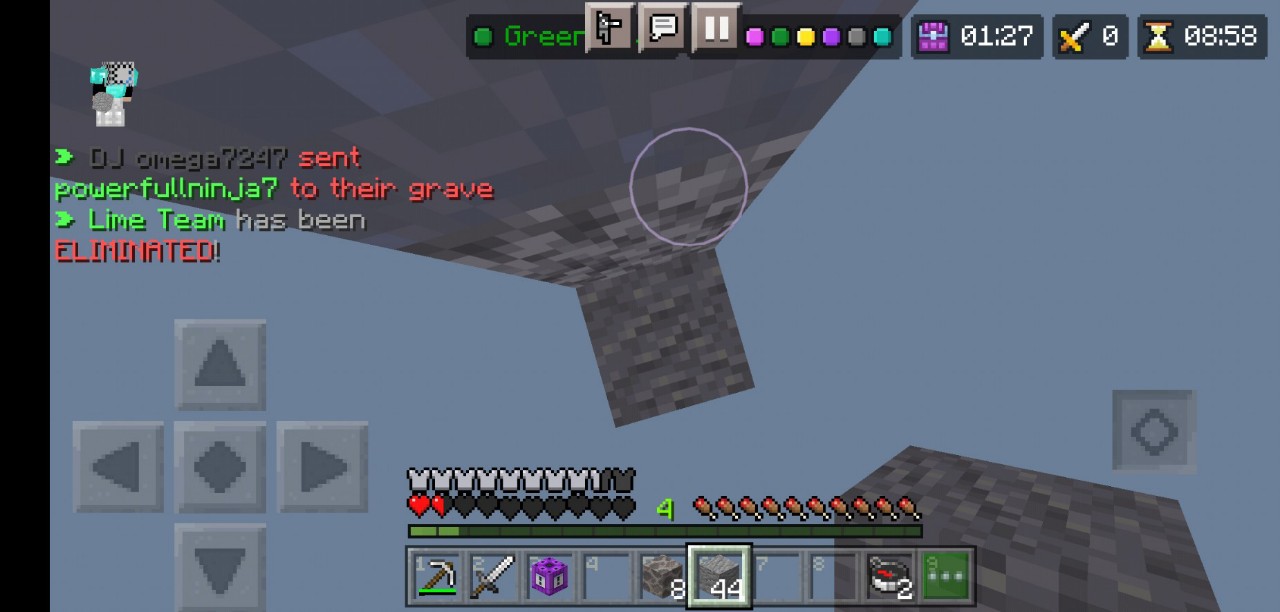 Green
01:27
0
08:58
> DJ omega7247 sent
powerfullninja7 to their grave
> Lime Team has been
ELIMINATED!
4
1 2 4 8 44 7 8 2 9